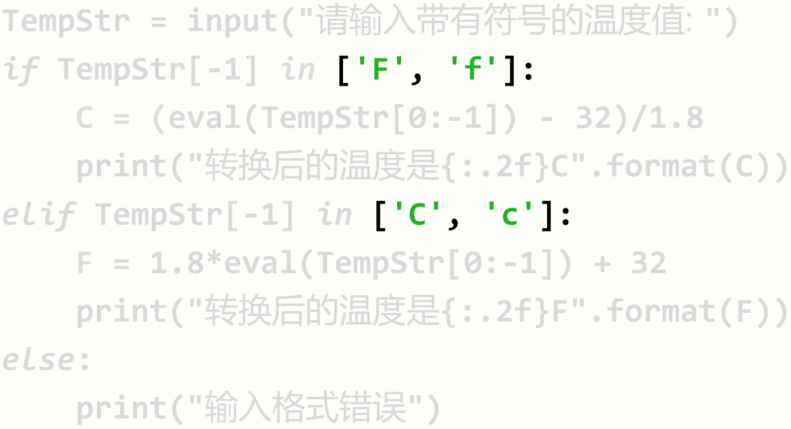 TempStr = input("请输入带有符号的温度值: ")
if TempStr[-1] in ['F', 'f']:
    C = (eval(TempStr[0:-1]) - 32)/1.8
    print("转换后的温度是{:.2f}C".format(C))
elif TempStr[-1] in ['C', 'c']:
    F = 1.8*eval(TempStr[0:-1]) + 32
    print("转换后的温度是{:.2f}F".format(F))
else:
    print("输入格式错误")